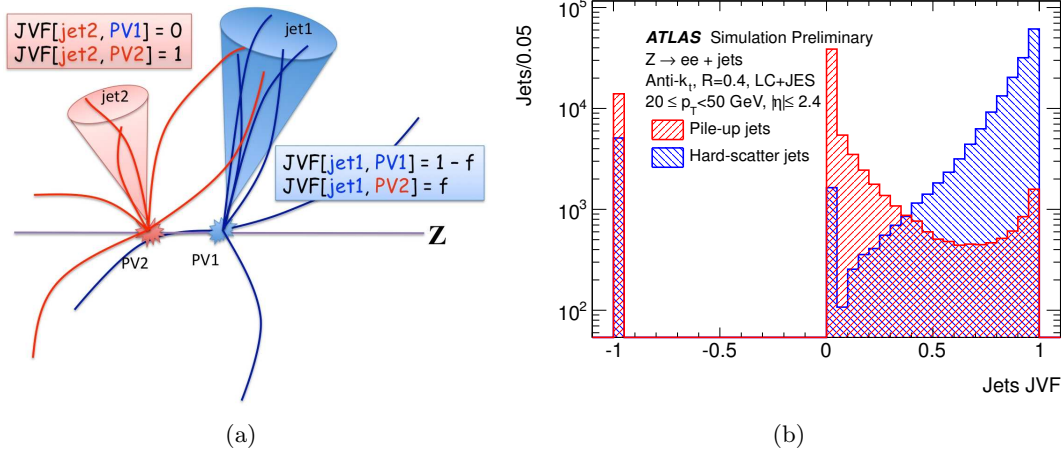 JVF[jet2, PV1] = 0
JVF[jet2, PV2] = 1
jet1
jet2
JVF[jet1, PV1] = 1 – f
JVF[jet1, PV2] = f
Z
PV2
PV1
(a)
Jets/0.05
10⁵
10⁴
10³
10²
ATLAS Simulation Preliminary
Z → ee + jets
Anti-kₜ, R=0.4, LC+JES
20 ≤ p_T<50 GeV, |η|≤ 2.4
Pile-up jets
Hard-scatter jets
-1 -0.5 0 0.5 1
Jets JVF
(b)